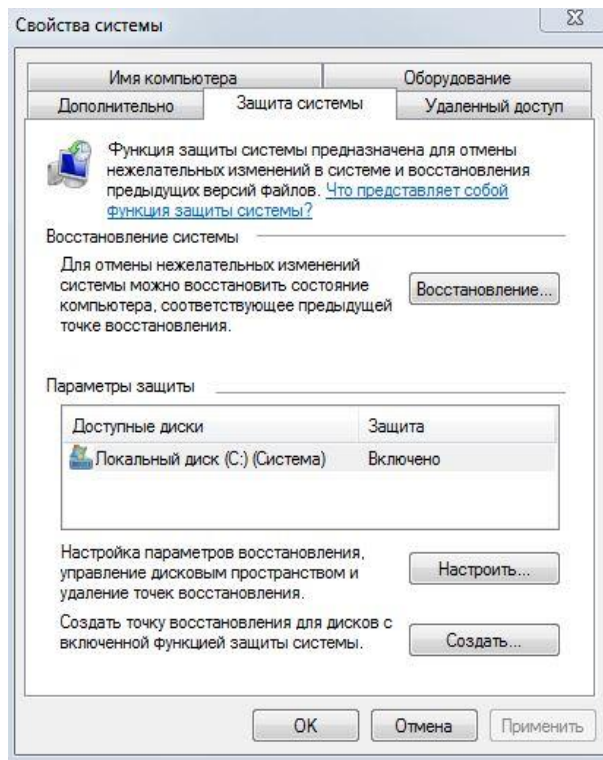 Свойства системы
Имя компьютера
Оборудование
Дополнительно
Защита системы
Удаленный доступ
Функция защиты системы предназначена для отмены
нежелательных изменений в системе и восстановления
предыдущих версий файлов. Что представляет собой
функция защиты системы?
Восстановление системы
Для отмены нежелательных изменений
системы можно восстановить состояние
компьютера, соответствующее предыдущей
точке восстановления.
Восстановление...
Параметры защиты
Доступные диски
Защита
Локальный диск (C:) (Система)
Включено
Настройка параметров восстановления,
управление дисковым пространством и
удаление точек восстановления.
Настроить...
Создать точку восстановления для дисков с
включенной функцией защиты системы.
Создать...
OK
Отмена
Применить